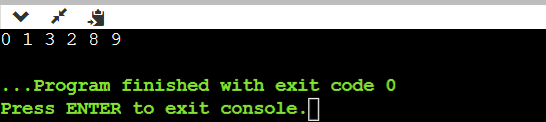 0 1 3 2 8 9
...Program finished with exit code 0
Press ENTER to exit console.